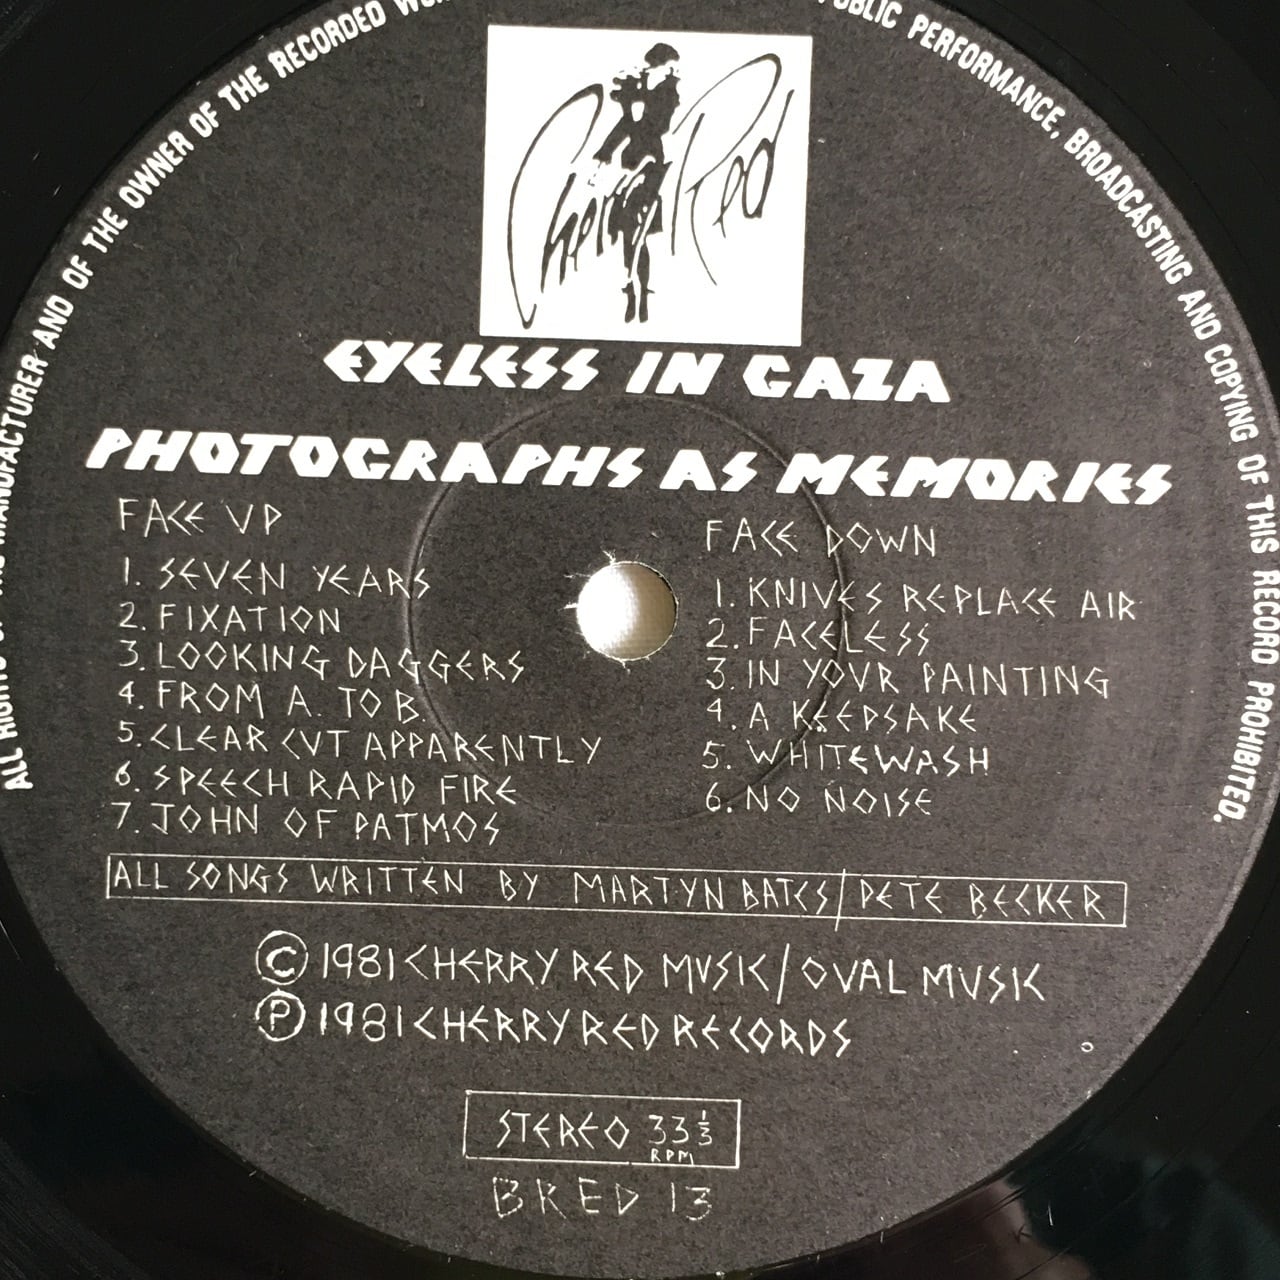 ALL RIGHTS OF THE MANUFACTURER AND OF THE OWNER OF THE RECORDED
PUBLIC PERFORMANCE, BROADCASTING AND COPYING OF THIS RECORD PROHIBITED.
Cherry Red
EYELESS IN GAZA
PHOTOGRAPHS AS MEMORIES
FACE UP
1. SEVEN YEARS
2. FIXATION
3. LOOKING DAGGERS
4. FROM A. TO B.
5. CLEAR CUT APPARENTLY
6. SPEECH RAPID FIRE
7. JOHN OF PATMOS
FACE DOWN
1. KNIVES REPLACE AIR
2. FACELESS
3. IN YOUR PAINTING
4. A KEEPSAKE
5. WHITEWASH
6. NO NOISE
ALL SONGS WRITTEN BY MARTYN BATES/PETE BECKER
© 1981 CHERRY RED MUSIC/OVAL MUSIC
℗ 1981 CHERRY RED RECORDS
STEREO 33 1/3
RPM
BRED 13